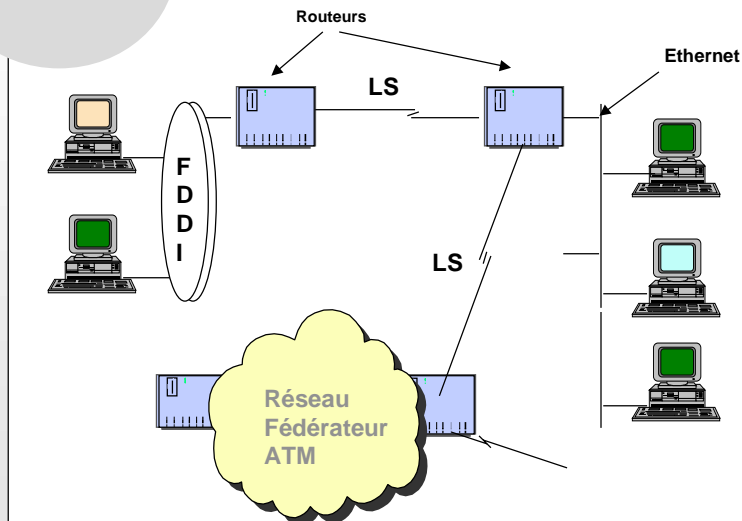 Routeurs
Ethernet
LS
F
D
D
I
LS
Réseau
Fédérateur
ATM